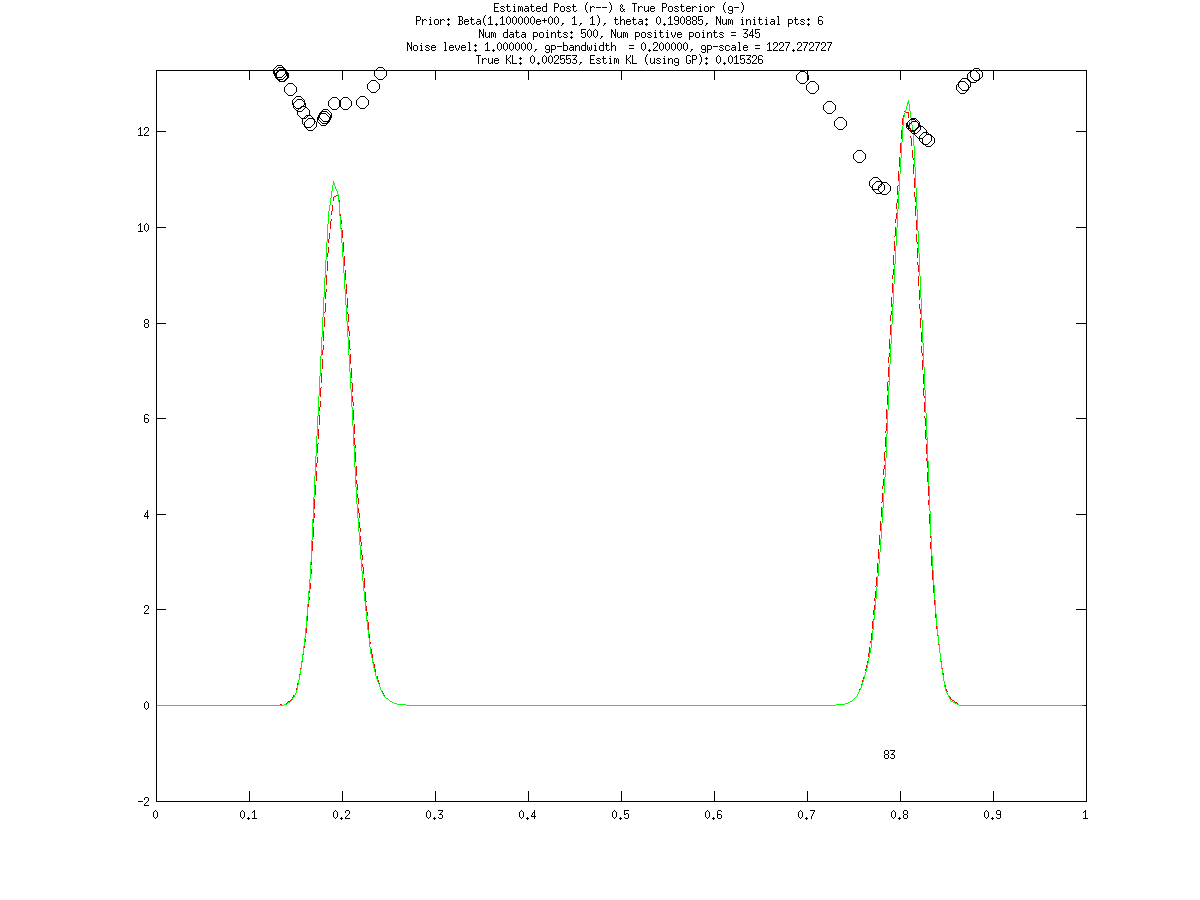 Estimated Post (r--) & True Posterior (g-)
Prior: Beta(1.100000e+00, 1, 1), theta: 0.190885, Num initial pts: 6
Num data points: 500, Num positive points = 345
Noise level: 1.000000, gp-bandwidth  = 0.200000, gp-scale = 1227.272727
True KL: 0.002553, Estim KL (using GP): 0.015326
12
10
8
6
4
2
0
83
-2
0 0.1 0.2 0.3 0.4 0.5 0.6 0.7 0.8 0.9 1